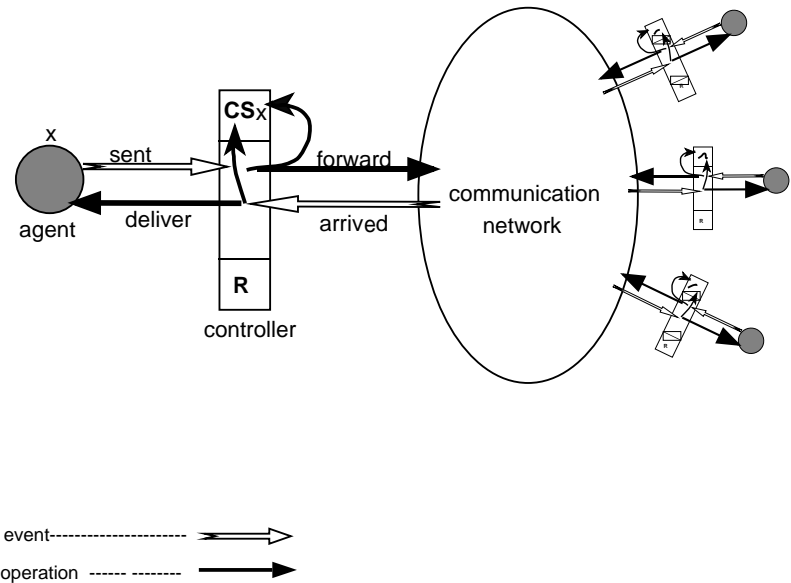 CSx
x
sent
forward
communication
network
deliver
arrived
agent
R
controller
R
R
R
event-----------------------
operation ------ --------